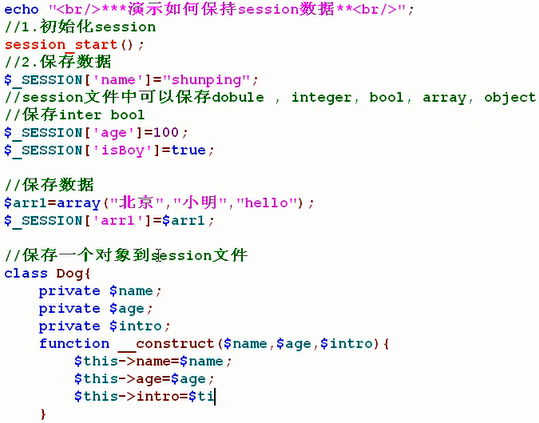 echo "<br/>***演示如何保持session数据**<br/>";
//1.初始化session
session_start();
//2.保存数据
$_SESSION['name']="shunping";
//session文件中可以保存dobule , integer, bool, array, object
//保存inter bool
$_SESSION['age']=100;
$_SESSION['isBoy']=true;
//保存数据
$arr1=array("北京","小明","hello");
$_SESSION['arr1']=$arr1;
//保存一个对象到session文件
class Dog{
private $name;
private $age;
private $intro;
function __construct($name,$age,$intro){
$this->name=$name;
$this->age=$age;
$this->intro=$ti
}